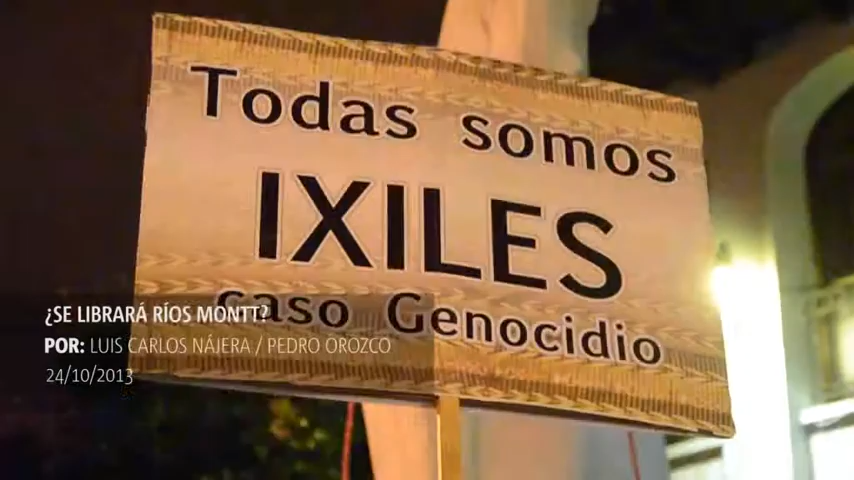 Todas somos
IXILES
caso Genocidio
¿SE LIBRARÁ RÍOS MONTT?
POR: LUIS CARLOS NÁJERA / PEDRO OROZCO
24/10/2013